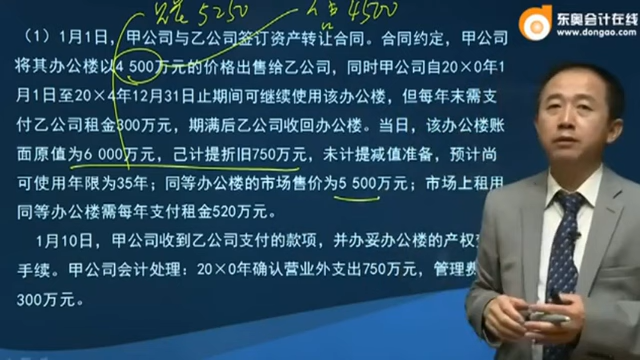 5250 4500
东奥会计在线
www.dongao.com
(1) 1月1日，甲公司与乙公司签订资产转让合同。合同约定，甲公司
将其办公楼以4 500万元的价格出售给乙公司，同时甲公司自20×0年1
月1日至20×4年12月31日止期间可继续使用该办公楼，但每年末需支
付乙公司租金300万元，期满后乙公司收回办公楼。当日，该办公楼账
面原值为6 000万元，己计提折旧750万元，未计提减值准备，预计尚
可使用年限为35年；同等办公楼的市场售价为5 500万元；市场上租用
同等办公楼需每年支付租金520万元。
1月10日，甲公司收到乙公司支付的款项，并办妥办公楼的产权
手续。甲公司会计处理：20×0年确认营业外支出750万元，管理费
300万元。